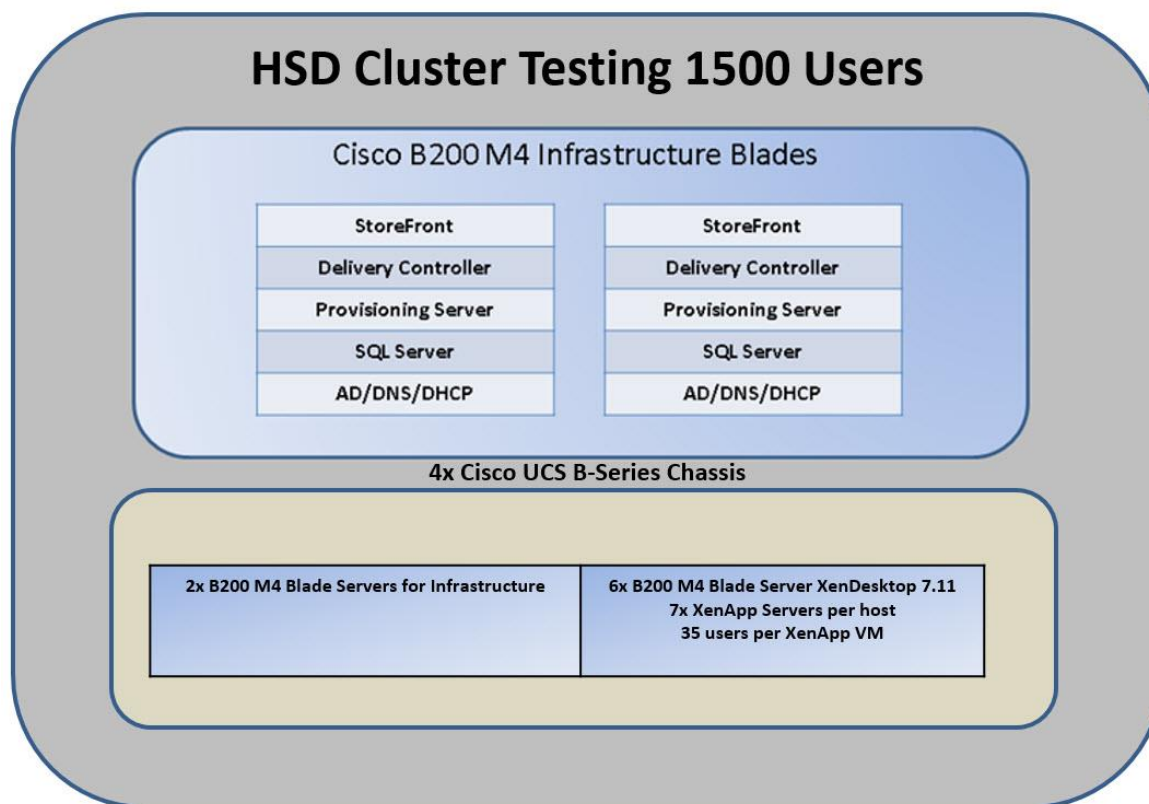 HSD Cluster Testing 1500 Users
Cisco B200 M4 Infrastructure Blades
StoreFront
Delivery Controller
Provisioning Server
SQL Server
AD/DNS/DHCP
StoreFront
Delivery Controller
Provisioning Server
SQL Server
AD/DNS/DHCP
4x Cisco UCS B-Series Chassis
2x B200 M4 Blade Servers for Infrastructure
6x B200 M4 Blade Server XenDesktop 7.11
7x XenApp Servers per host
35 users per XenApp VM